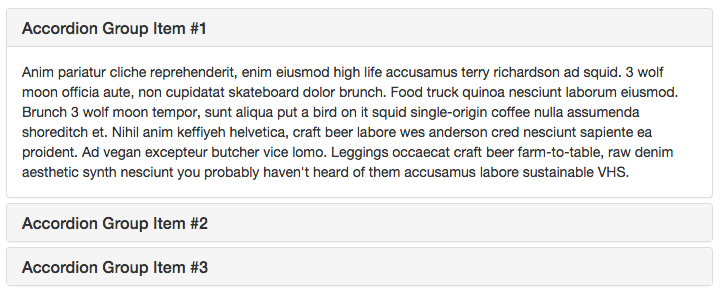 Accordion Group Item #1
Anim pariatur cliche reprehenderit, enim eiusmod high life accusamus terry richardson ad squid. 3 wolf
moon officia aute, non cupidatat skateboard dolor brunch. Food truck quinoa nesciunt laborum eiusmod.
Brunch 3 wolf moon tempor, sunt aliqua put a bird on it squid single-origin coffee nulla assumenda
shoreditch et. Nihil anim keffiyeh helvetica, craft beer labore wes anderson cred nesciunt sapiente ea
proident. Ad vegan excepteur butcher vice lomo. Leggings occaecat craft beer farm-to-table, raw denim
aesthetic synth nesciunt you probably haven't heard of them accusamus labore sustainable VHS.
Accordion Group Item #2
Accordion Group Item #3